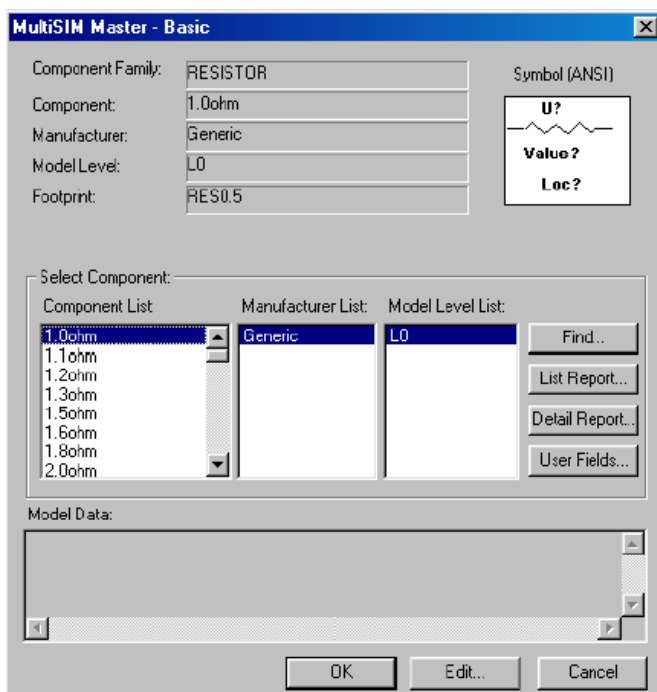 MultiSIM Master - Basic
Component Family: RESISTOR
Symbol (ANSI)
Component: 1.0ohm
Manufacturer: Generic
Model Level: L0
Footprint: RES0.5
U?
Value?
Loc?
Select Component:
Component List
Manufacturer List:
Model Level List:
1.0ohm
1.1ohm
1.2ohm
1.3ohm
1.5ohm
1.6ohm
1.8ohm
2.0ohm
Generic
L0
Find...
List Report...
Detail Report...
User Fields...
Model Data:
OK
Edit...
Cancel